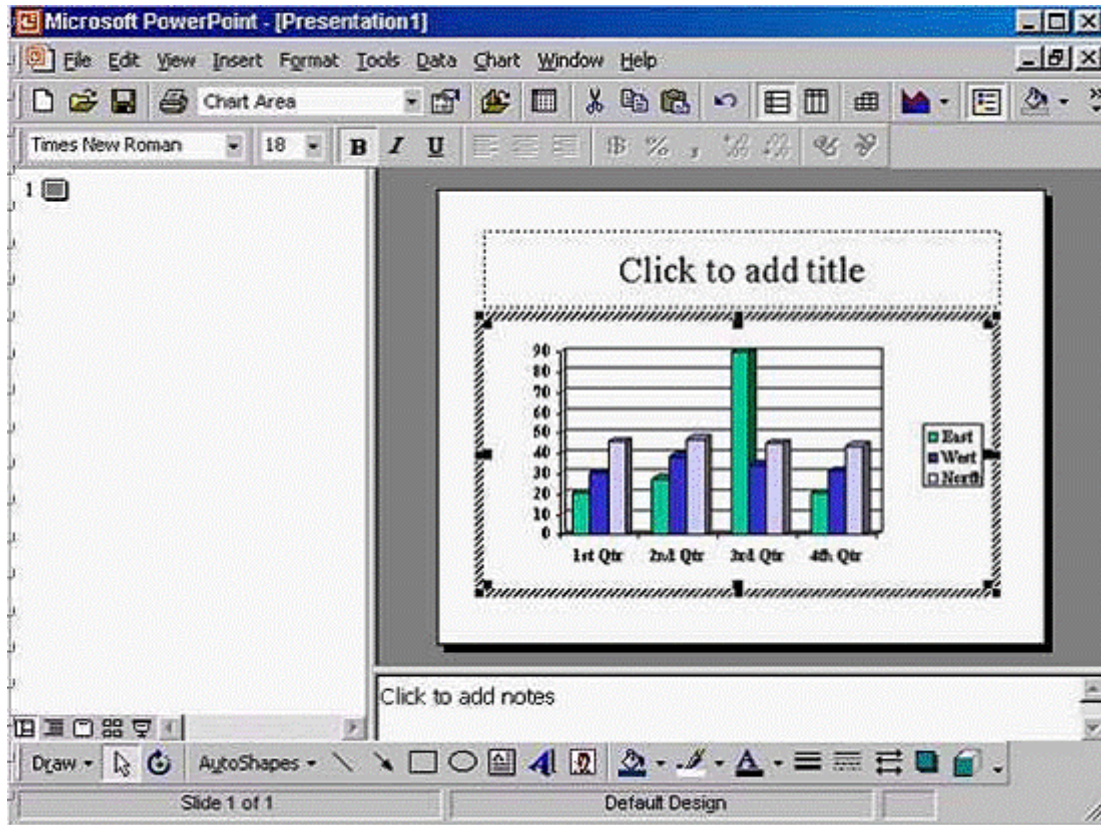 Microsoft PowerPoint - [Presentation1]
File Edit View Insert Format Tools Data Chart Window Help
Chart Area
Times New Roman 18 B I U
1
Click to add title
90
80
70
60
50
40
30
20
10
0
1st Qtr 2nd Qtr 3rd Qtr 4th Qtr
East
West
North
Click to add notes
Draw AutoShapes
Slide 1 of 1 Default Design